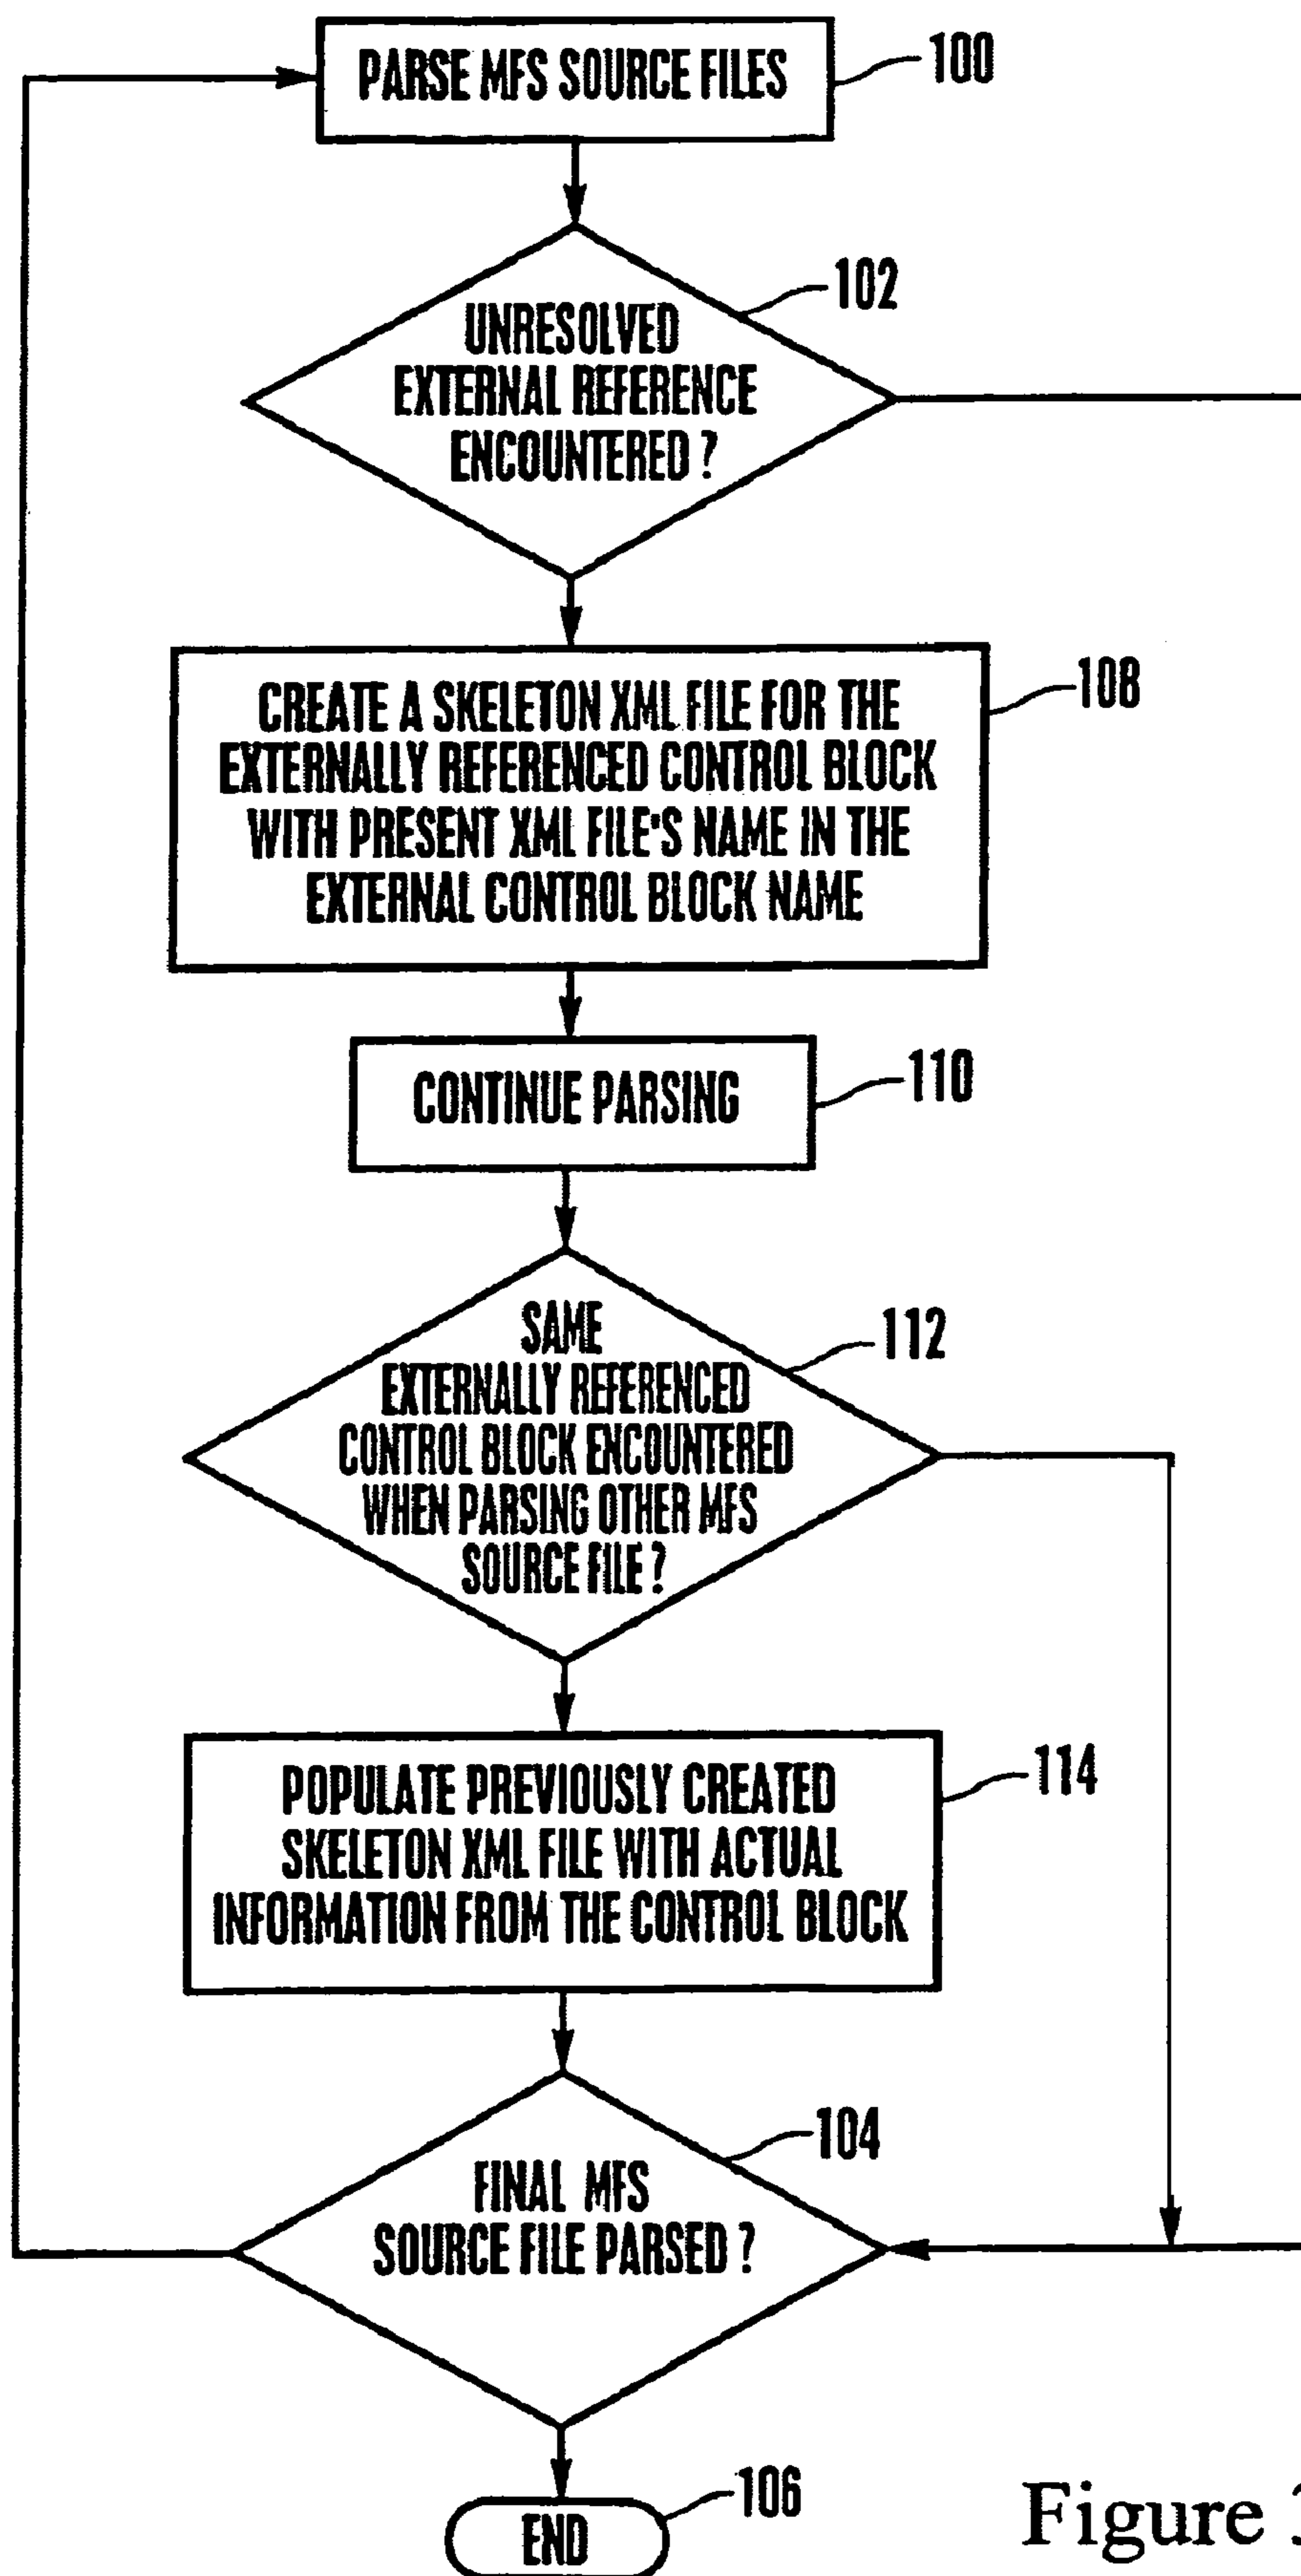 PARSE MFS SOURCE FILES
100
102
UNRESOLVED
EXTERNAL REFERENCE
ENCOUNTERED ?
108
CREATE A SKELETON XML FILE FOR THE
EXTERNALLY REFERENCED CONTROL BLOCK
WITH PRESENT XML FILE'S NAME IN THE
EXTERNAL CONTROL BLOCK NAME
110
CONTINUE PARSING
112
SAME
EXTERNALLY REFERENCED
CONTROL BLOCK ENCOUNTERED
WHEN PARSING OTHER MFS
SOURCE FILE ?
114
POPULATE PREVIOUSLY CREATED
SKELETON XML FILE WITH ACTUAL
INFORMATION FROM THE CONTROL BLOCK
104
FINAL MFS
SOURCE FILE PARSED ?
106
END
Figure 3